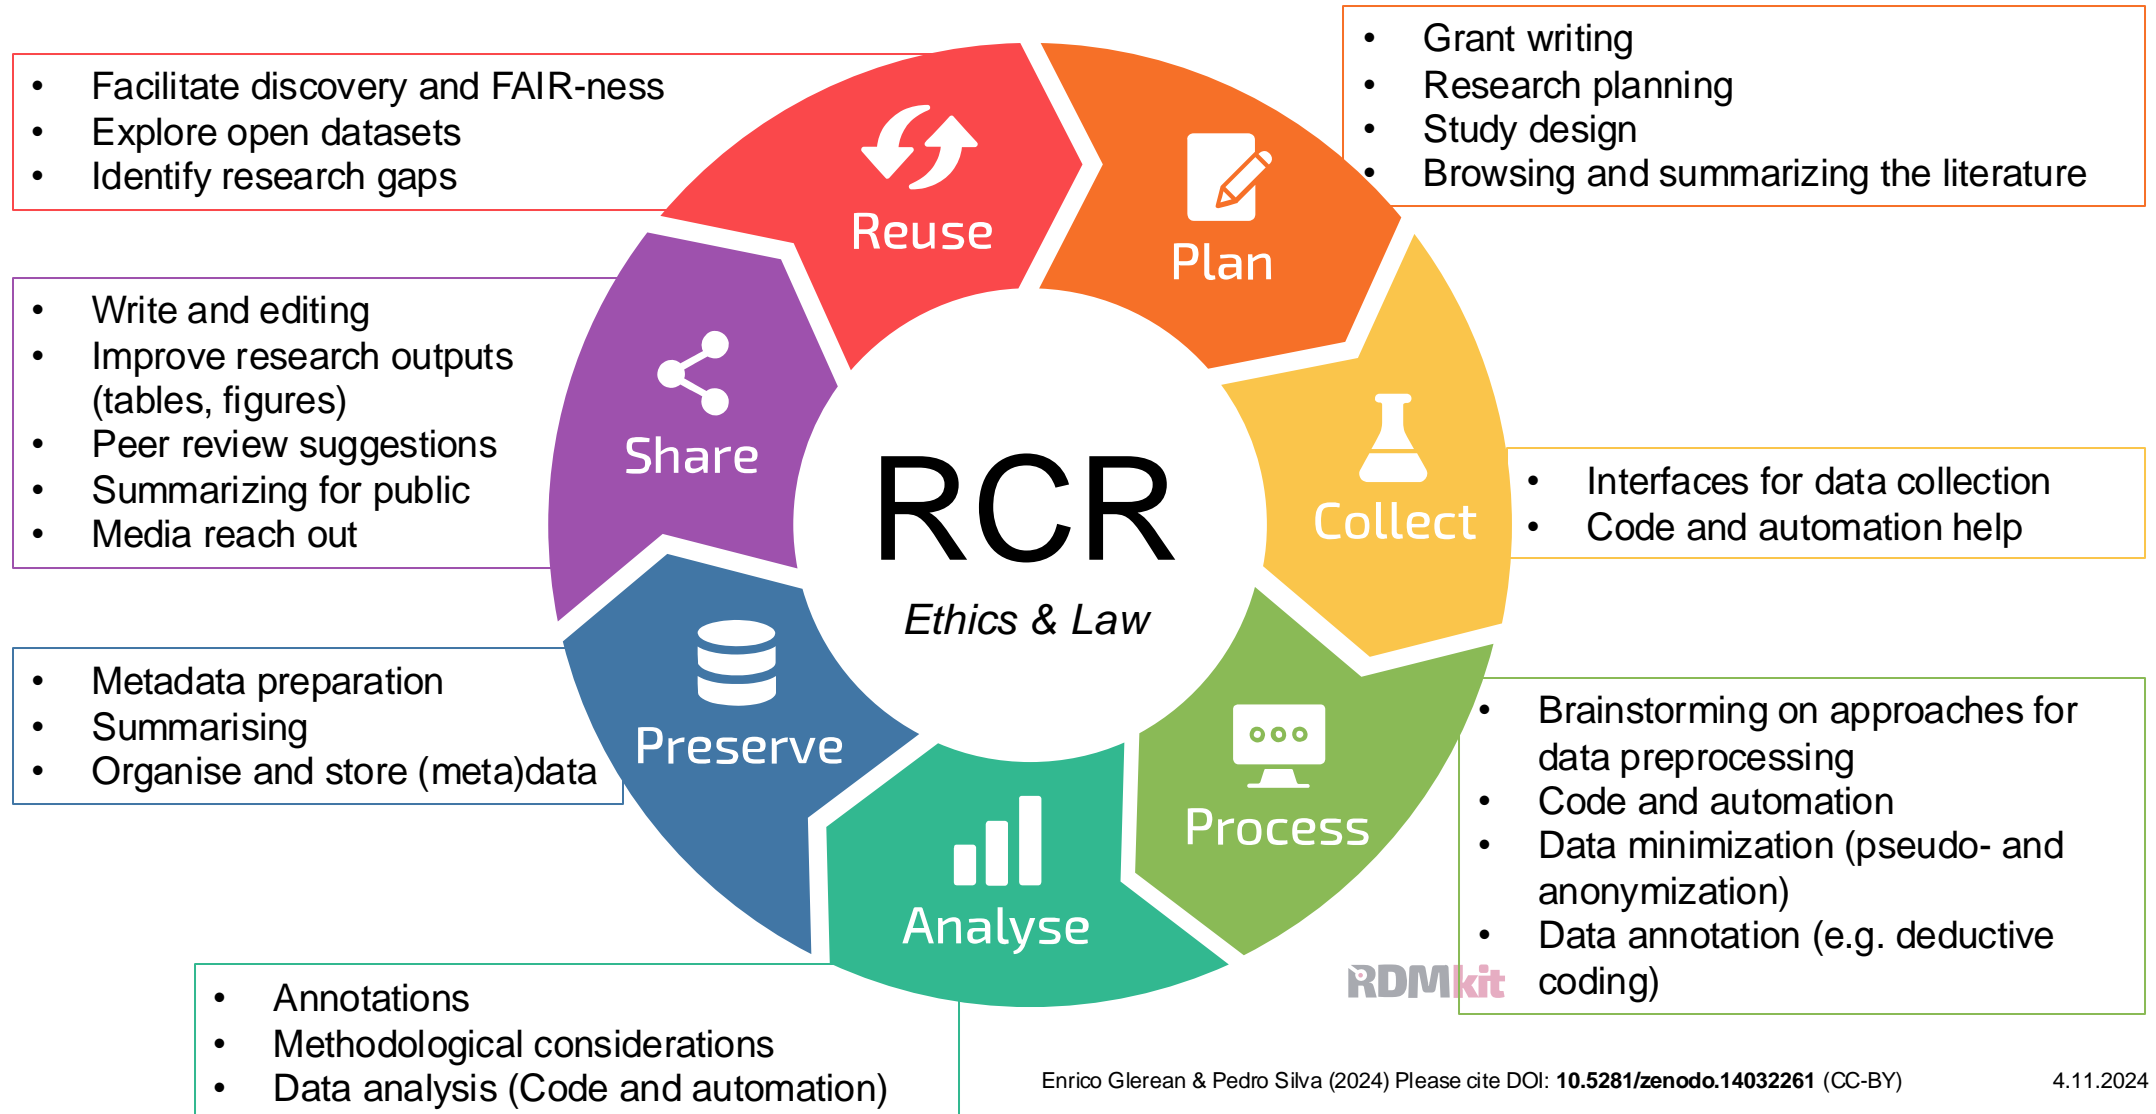 • Facilitate discovery and FAIR-ness
• Explore open datasets
• Identify research gaps
• Grant writing
• Research planning
• Study design
• Browsing and summarizing the literature
Reuse
Plan
• Write and editing
• Improve research outputs
(tables, figures)
• Peer review suggestions
• Summarizing for public
• Media reach out
Share
RCR
Ethics & Law
Collect
• Interfaces for data collection
• Code and automation help
• Metadata preparation
• Summarising
• Organise and store (meta)data
Preserve
Process
• Brainstorming on approaches for
data preprocessing
• Code and automation
• Data minimization (pseudo- and
anonymization)
• Data annotation (e.g. deductive
coding)
Analyse
RDMkit
• Annotations
• Methodological considerations
• Data analysis (Code and automation)
Enrico Glerean & Pedro Silva (2024) Please cite DOI: 10.5281/zenodo.14032261 (CC-BY)
4.11.2024